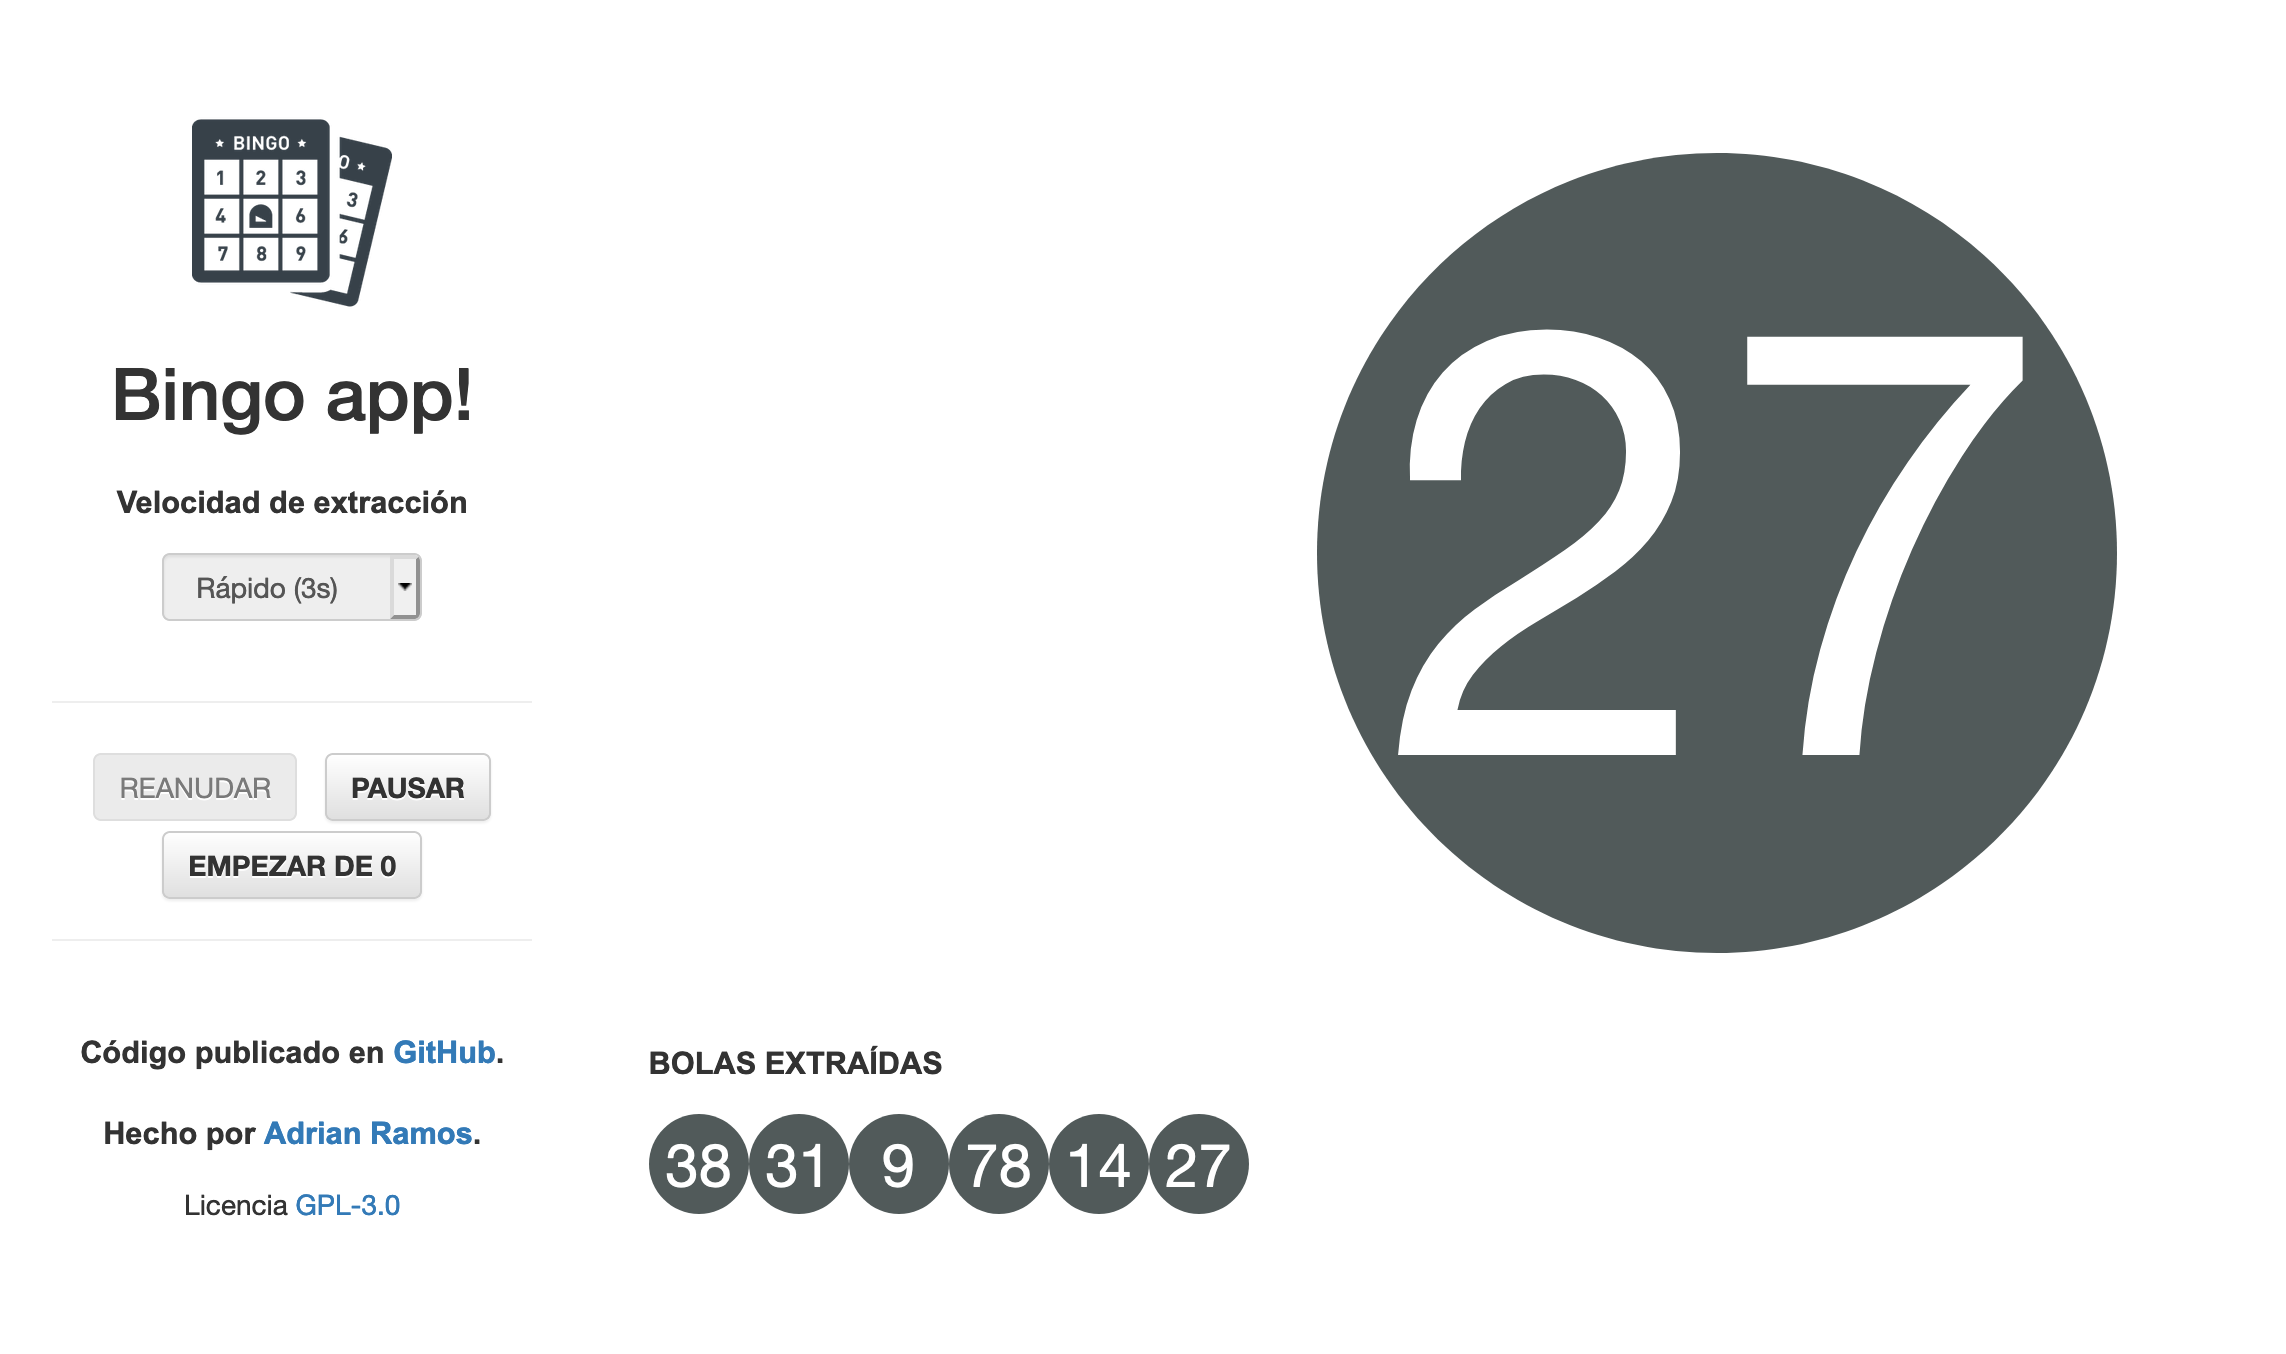 BINGO
1 2 3
4 6
7 8 9
O
3
6
Bingo app!
Velocidad de extracción
Rápido (3s)
REANUDAR PAUSAR
EMPEZAR DE 0
Código publicado en GitHub.
Hecho por Adrian Ramos.
Licencia GPL-3.0
27
BOLAS EXTRAÍDAS
38 31 9 78 14 27